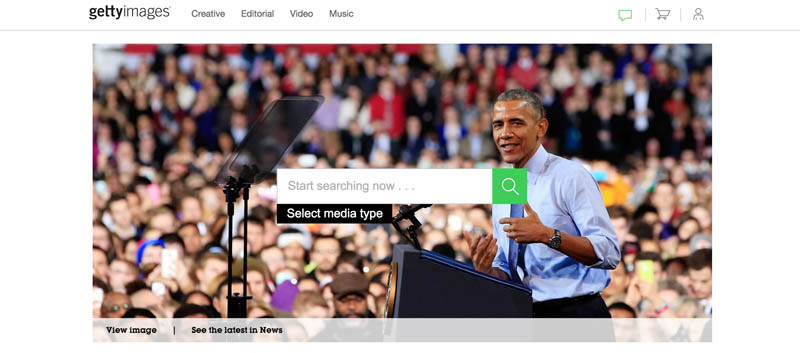 gettyimages®
Creative Editorial Video Music
Start searching now . . .
Select media type
View image | See the latest in News